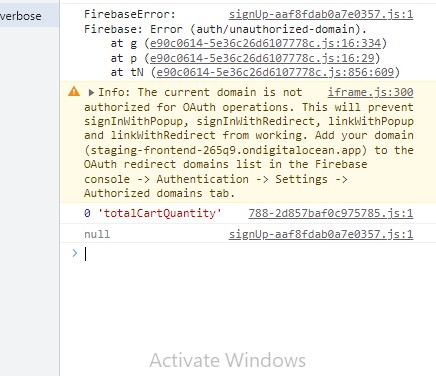 verbose
FirebaseError: signUp-aaf8fdab0a7e0357.js:1
Firebase: Error (auth/unauthorized-domain).
at g (e90c0614-5e36c26d6107778c.js:16:334)
at p (e90c0614-5e36c26d6107778c.js:16:29)
at tN (e90c0614-5e36c26d6107778c.js:856:609)
Info: The current domain is not iframe.js:300
authorized for OAuth operations. This will prevent
signInWithPopup, signInWithRedirect, linkWithPopup
and linkWithRedirect from working. Add your domain
(staging-frontend-265q9.ondigitalocean.app) to the
OAuth redirect domains list in the Firebase
console -> Authentication -> Settings ->
Authorized domains tab.
0 'totalCartQuantity' 788-2d857baf0c975785.js:1
null signUp-aaf8fdab0a7e0357.js:1
Activate Windows